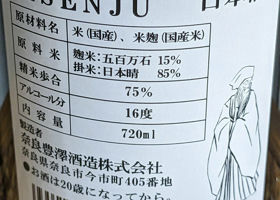 SENJU 日本
原材料名 米(国産)、米麹(国産米)
原料米 麹米:五百万石 15%
掛米:日本晴 85%
精米歩合 75%
アルコール分 16度
内容量 720ml
製造者
奈良豊澤酒造株式会社
奈良県奈良市今市町405番地
●お酒は20歳になってから。